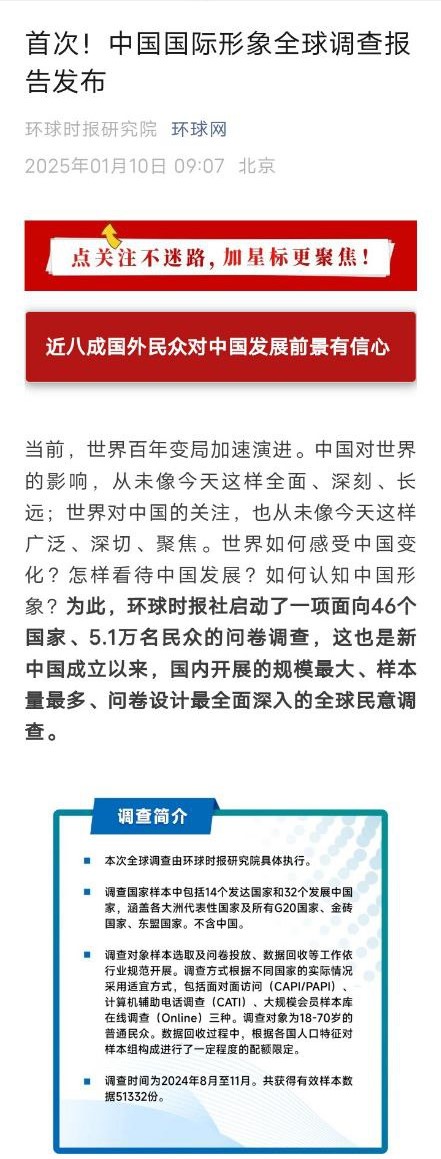 首次！中国国际形象全球调查报
告发布
环球时报研究院 环球网
2025年01月10日 09:07 北京
点关注不迷路，加星标更聚焦！
近八成国外民众对中国发展前景有信心
当前，世界百年变局加速演进。中国对世界
的影响，从未像今天这样全面、深刻、长
远；世界对中国的关注，也从未像今天这样
广泛、深切、聚焦。世界如何感受中国变
化？怎样看待中国发展？如何认知中国形
象？为此，环球时报社启动了一项面向46个
国家、5.1万名民众的问卷调查，这也是新
中国成立以来，国内开展的规模最大、样本
量最多、问卷设计最全面深入的全球民意调
查。
调查简介
本次全球调查由环球时报研究院具体执行。
调查国家样本中包括14个发达国家和32个发展中国
家，涵盖各大洲代表性国家及所有G20国家、金砖
国家、东盟国家。不含中国。
调查对象样本选取及问卷投放、数据回收等工作依
行业规范开展。调查方式根据不同国家的实际情况
采用适宜方式，包括面对面访问（CAPI/PAPI）、
计算机辅助电话调查（CATI）、大规模会员样本库
在线调查（Online）三种。调查对象为18-70岁的
普通民众。数据回收过程中，根据各国人口特征对
样本组构成进行了一定程度的配额限定。
调查时间为2024年8月至11月。共获得有效样本数
据51332份。